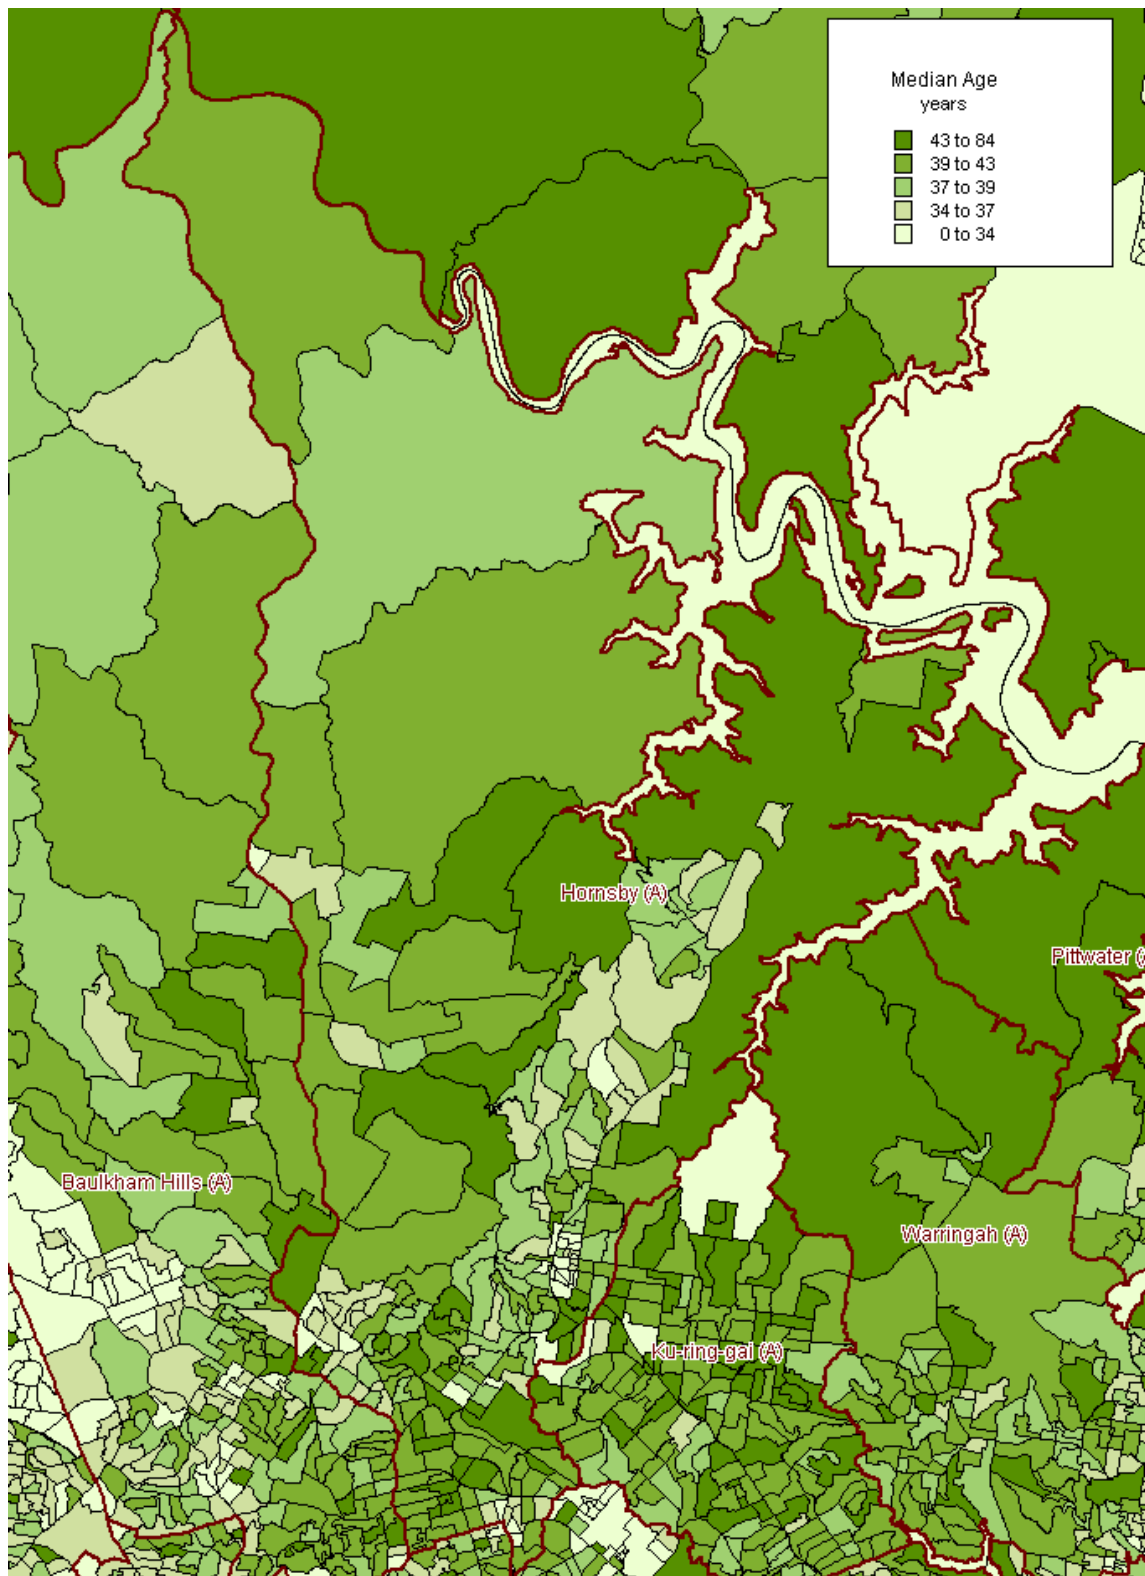 Median Age
years
43 to 84
39 to 43
37 to 39
34 to 37
0 to 34
Hornsby (A)
Pittwater (
Baulkham Hills (A)
Warringah (A)
Ku-ring-gai (A)